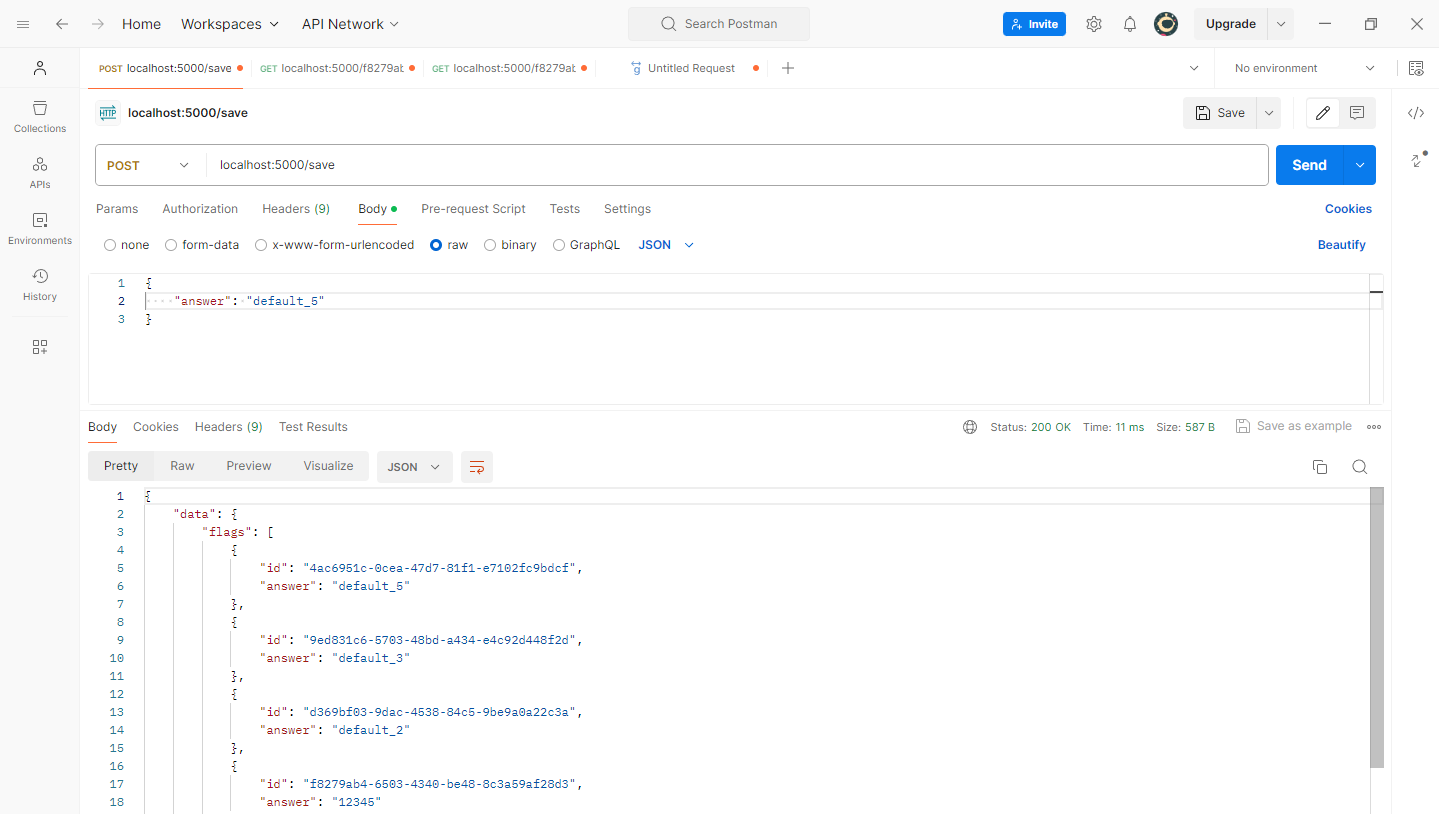 Home Workspaces API Network Search Postman Invite Upgrade
POST localhost:5000/save GET localhost:5000/f8279ab GET localhost:5000/f8279ab Untitled Request No environment
HTTP localhost:5000/save Save
POST localhost:5000/save Send
Params Authorization Headers (9) Body Pre-request Script Tests Settings Cookies
none form-data x-www-form-urlencoded raw binary GraphQL JSON Beautify
Collections
APIs
Environments
History
1 {
2 "answer": "default_5"
3 }
Body Cookies Headers (9) Test Results Status: 200 OK Time: 11 ms Size: 587 B Save as example
Pretty Raw Preview Visualize JSON
1 {
2 "data": {
3 "flags": [
4 {
5 "id": "4ac6951c-0cea-47d7-81f1-e7102fc9bdcf",
6 "answer": "default_5"
7 },
8 {
9 "id": "9ed831c6-5703-48bd-a434-e4c92d448f2d",
10 "answer": "default_3"
11 },
12 {
13 "id": "d369bf03-9dac-4538-84c5-9be9a0a22c3a",
14 "answer": "default_2"
15 },
16 {
17 "id": "f8279ab4-6503-4340-be48-8c3a59af28d3",
18 "answer": "12345"